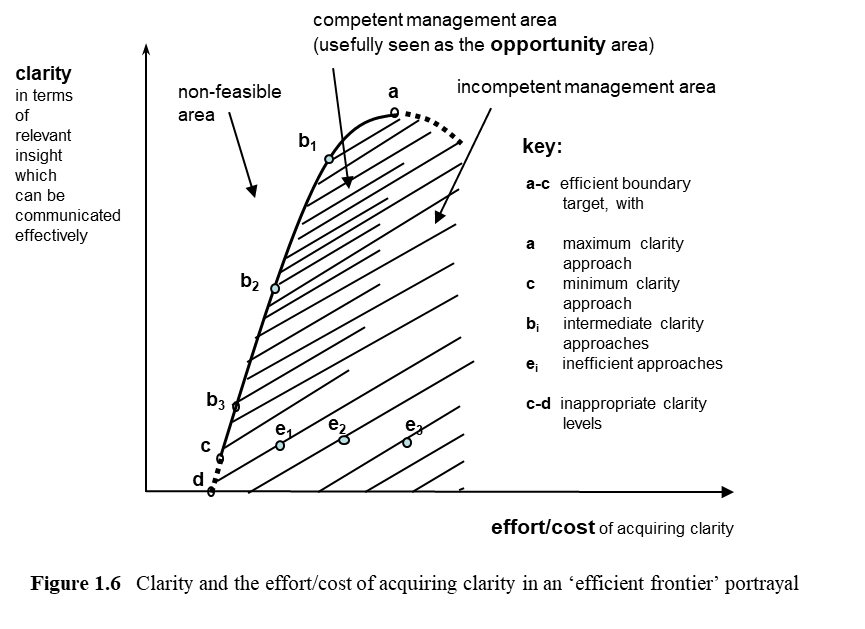 competent management area
(usefully seen as the opportunity area)
clarity
in terms
of
relevant
insight
which
can be
communicated
effectively
non-feasible
area
a
incompetent management area
b1
b2
b3
c
d
e1
e2
e3
key:
a-c efficient boundary
target, with
a maximum clarity
approach
c minimum clarity
approach
bi intermediate clarity
approaches
ei inefficient approaches
c-d inappropriate clarity
levels
effort/cost of acquiring clarity
Figure 1.6 Clarity and the effort/cost of acquiring clarity in an ‘efficient frontier’ portrayal